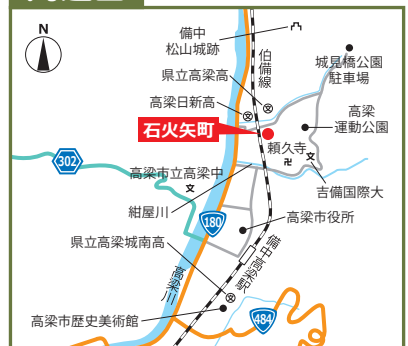 N
備中
松山城跡
伯備線
城見橋公園
駐車場
県立高梁高
高梁日新高
高梁
運動公園
石火矢町
頼久寺
卍
302
高梁市立高梁中
文
文
吉備国際大
紺屋川
180
高梁市役所
県立高梁城南高
備中高梁駅
高梁川
高梁市歴史美術館
484